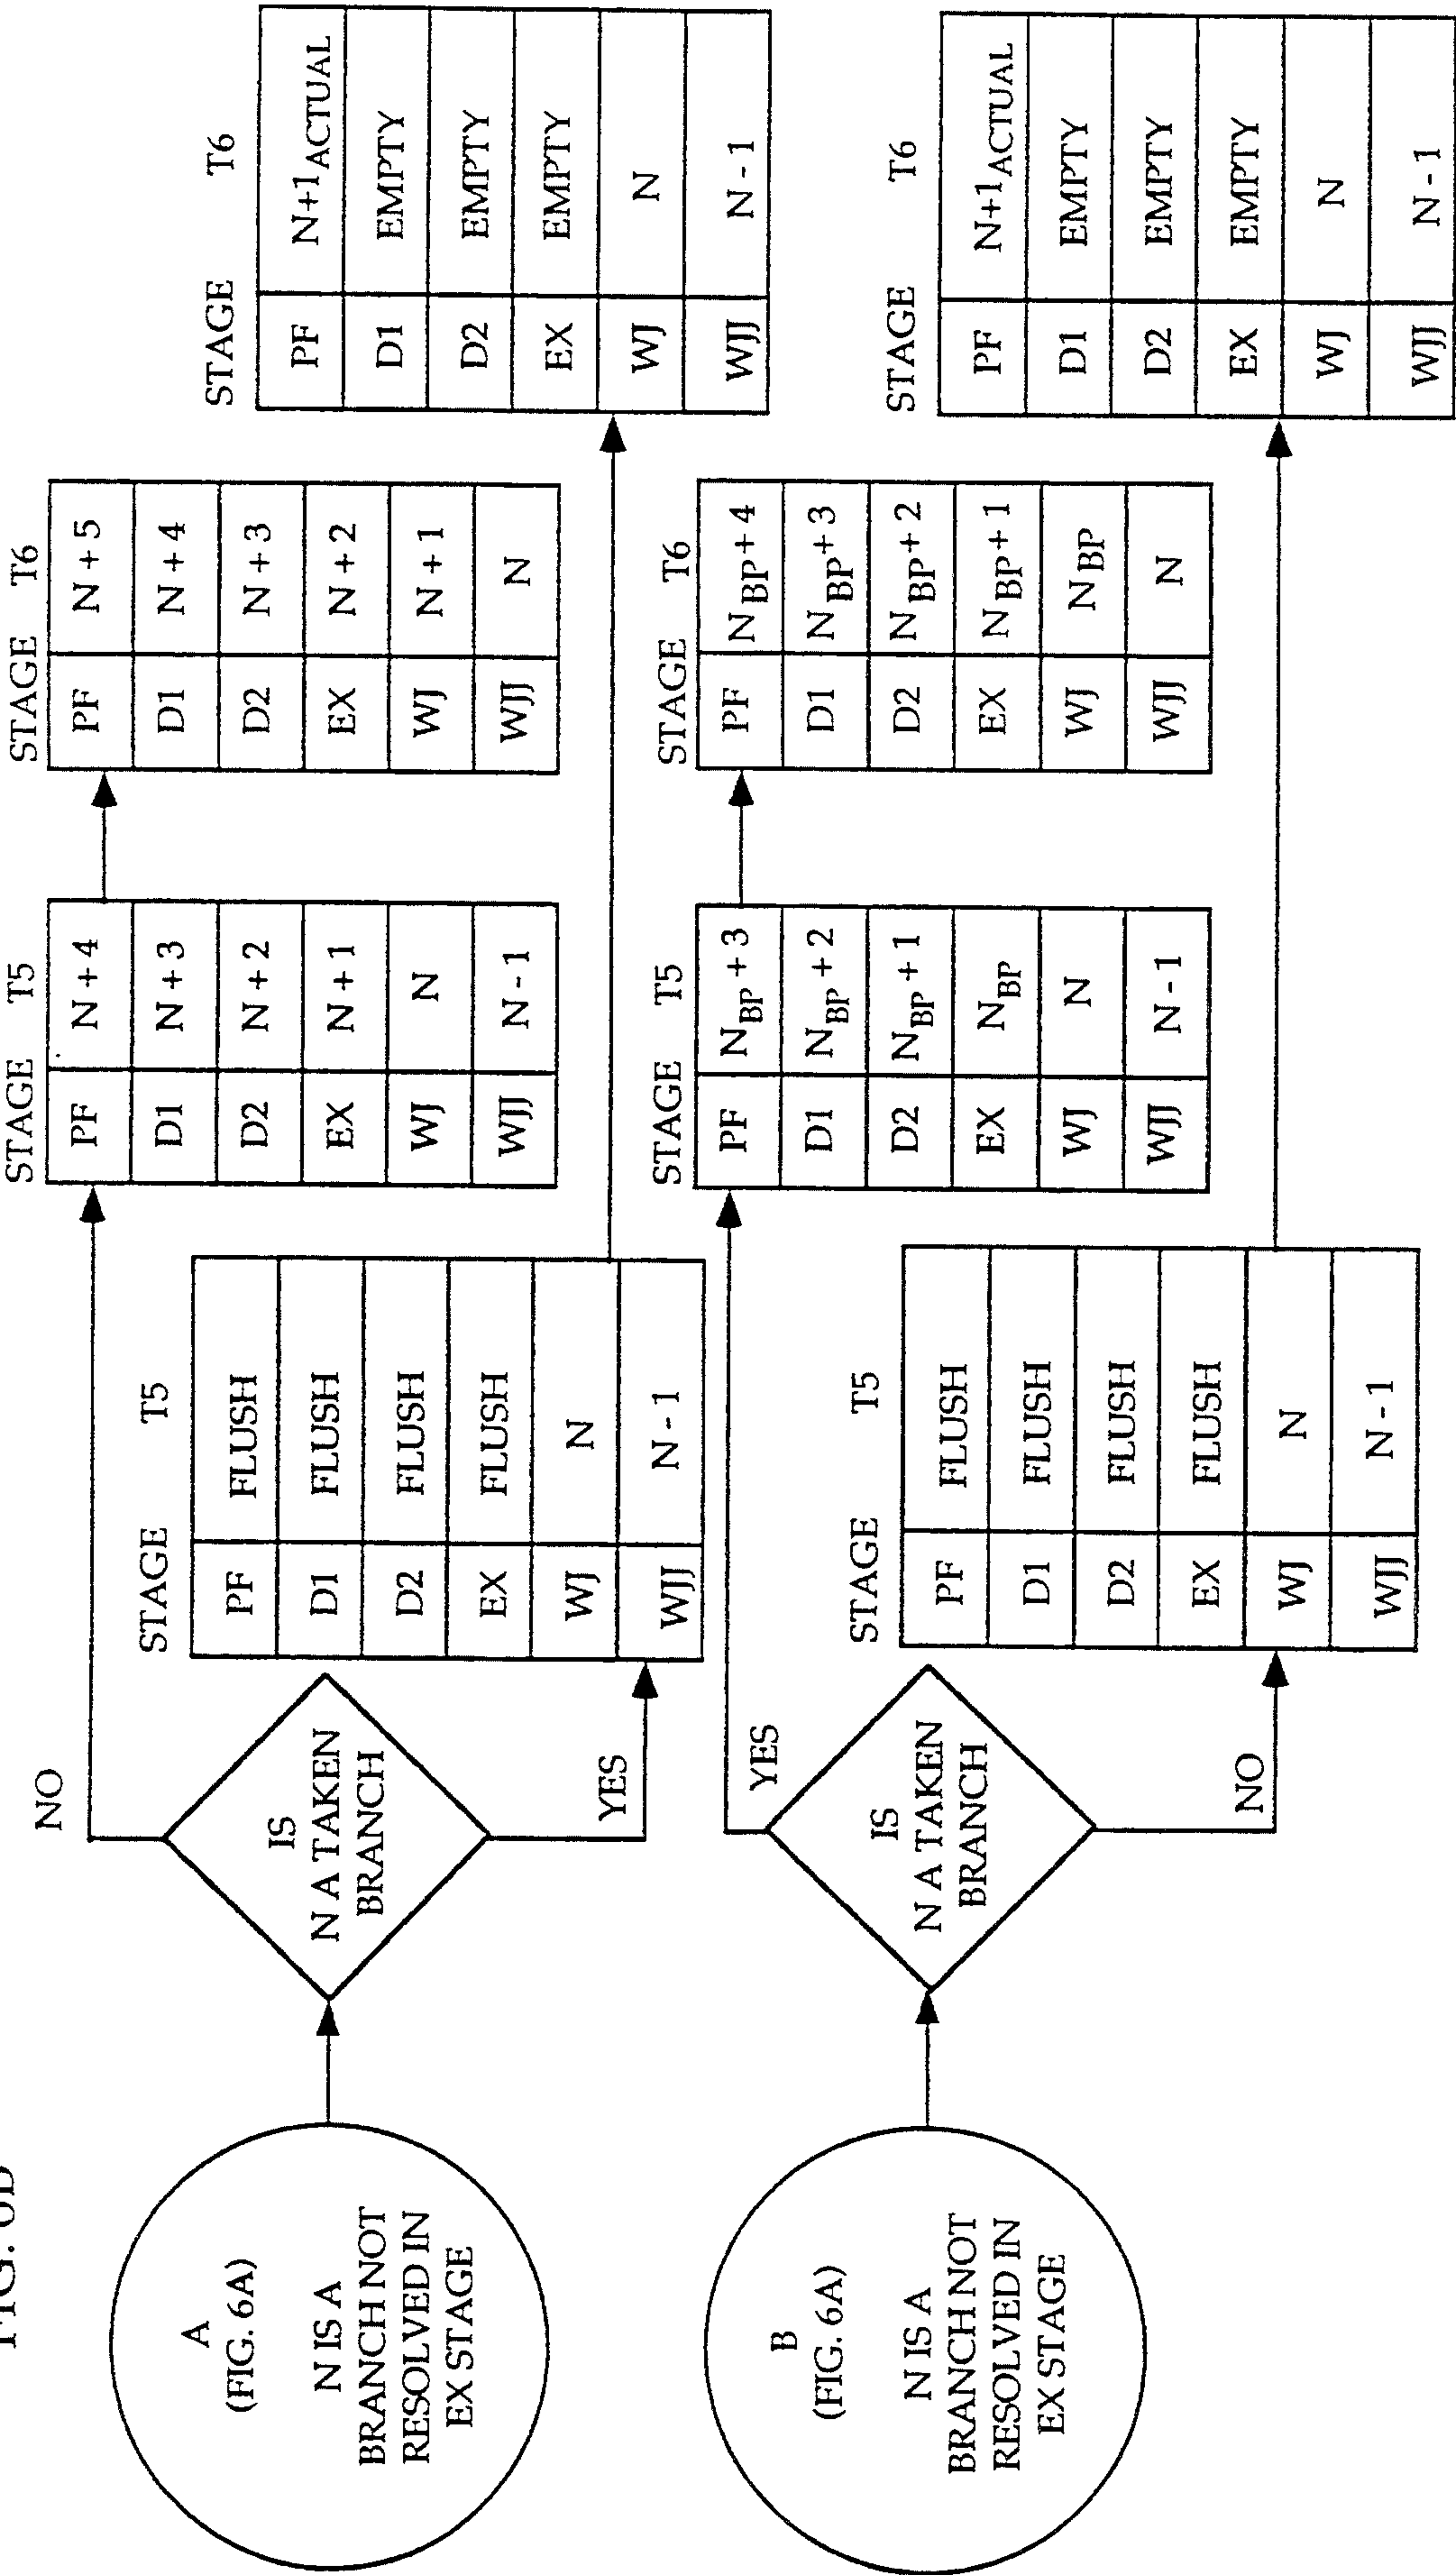 FIG.
A
(FIG. 6A)
N IS A
BRANCH NOT
RESOLVED IN
EX STAGE
IS
N A TAKEN
BRANCH
NO
YES
STAGE T5
PF N + 4
D1 N + 3
D2 N + 2
EX N + 1
WJ N
WJJ N - 1
STAGE T6
PF N + 5
D1 N + 4
D2 N + 3
EX N + 2
WJ N + 1
WJJ N
STAGE T5
PF FLUSH
D1 FLUSH
D2 FLUSH
EX FLUSH
WJ N
WJJ N - 1
STAGE T6
PF N+1 ACTUAL
D1 EMPTY
D2 EMPTY
EX EMPTY
WJ N
WJJ N - 1
B
(FIG. 6A)
N IS A
BRANCH NOT
RESOLVED IN
EX STAGE
IS
N A TAKEN
BRANCH
YES
NO
STAGE T5
PF NBP + 3
D1 NBP + 2
D2 NBP + 1
EX NBP
WJ N
WJJ N - 1
STAGE T6
PF NBP + 4
D1 NBP + 3
D2 NBP + 2
EX NBP + 1
WJ NBP
WJJ N
STAGE T5
PF FLUSH
D1 FLUSH
D2 FLUSH
EX FLUSH
WJ N
WJJ N - 1
STAGE T6
PF N+1 ACTUAL
D1 EMPTY
D2 EMPTY
EX EMPTY
WJ N
WJJ N - 1